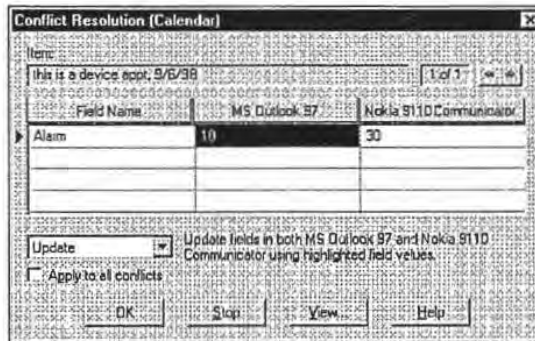 Conflict Resolution (Calendar)
Item:
this is a device appt, 9/6/98
1 of 1
Field Name MS Outlook 97 Nokia 9110 Communicator
Alarm 10 30
Update
Update fields in both MS Outlook 97 and Nokia 9110
Communicator using highlighted field values.
Apply to all conflicts
OK Stop View... Help